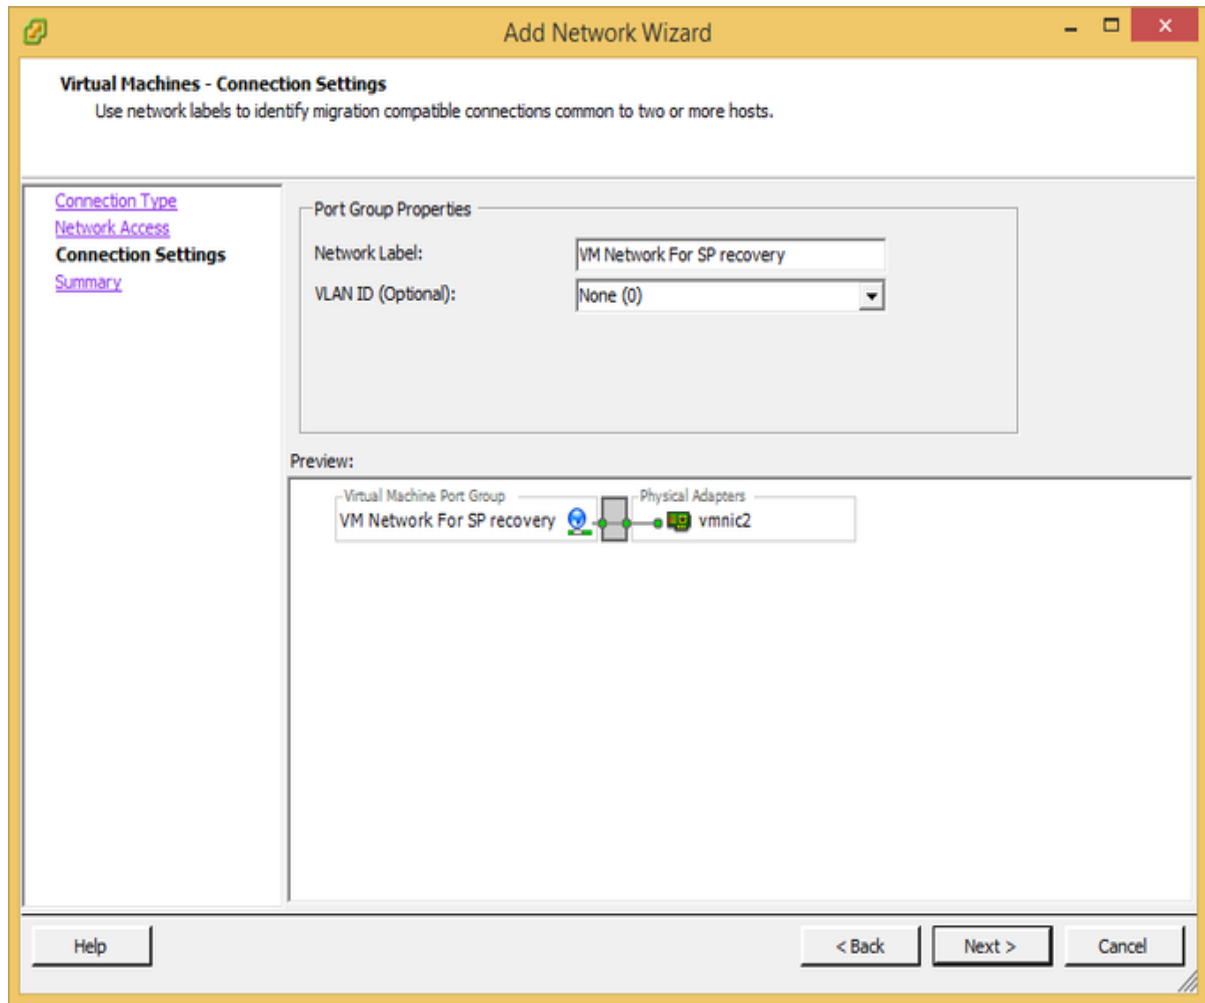 Add Network Wizard
Virtual Machines - Connection Settings
Use network labels to identify migration compatible connections common to two or more hosts.
Connection Type
Network Access
Connection Settings
Summary
Port Group Properties
Network Label:
VM Network For SP recovery
VLAN ID (Optional):
None (0)
Preview:
Virtual Machine Port Group
Physical Adapters
VM Network For SP recovery
vmnic2
Help
< Back
Next >
Cancel